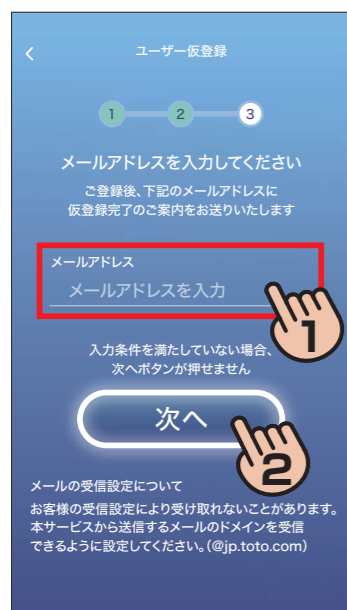 ユーザー仮登録
1 2 3
メールアドレスを入力してください
ご登録後、下記のメールアドレスに
仮登録完了のご案内をお送りいたします
メールアドレス
メールアドレスを入力
1
入力条件を満たしていない場合、
次へボタンが押せません
次へ
2
メールの受信設定について
お客様の受信設定により受け取れないことがあります。
本サービスから送信するメールのドメインを受信
できるように設定してください。(@jp.toto.com)